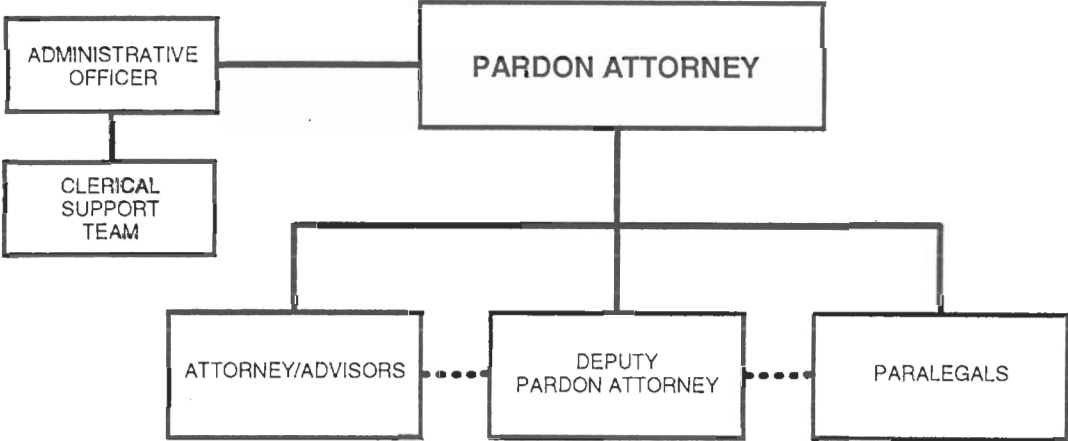 ADMINISTRATIVE
OFFICER
PARDON ATTORNEY
CLERICAL
SUPPORT
TEAM
ATTORNEY/ADVISORS
DEPUTY
PARDON ATTORNEY
PARALEGALS